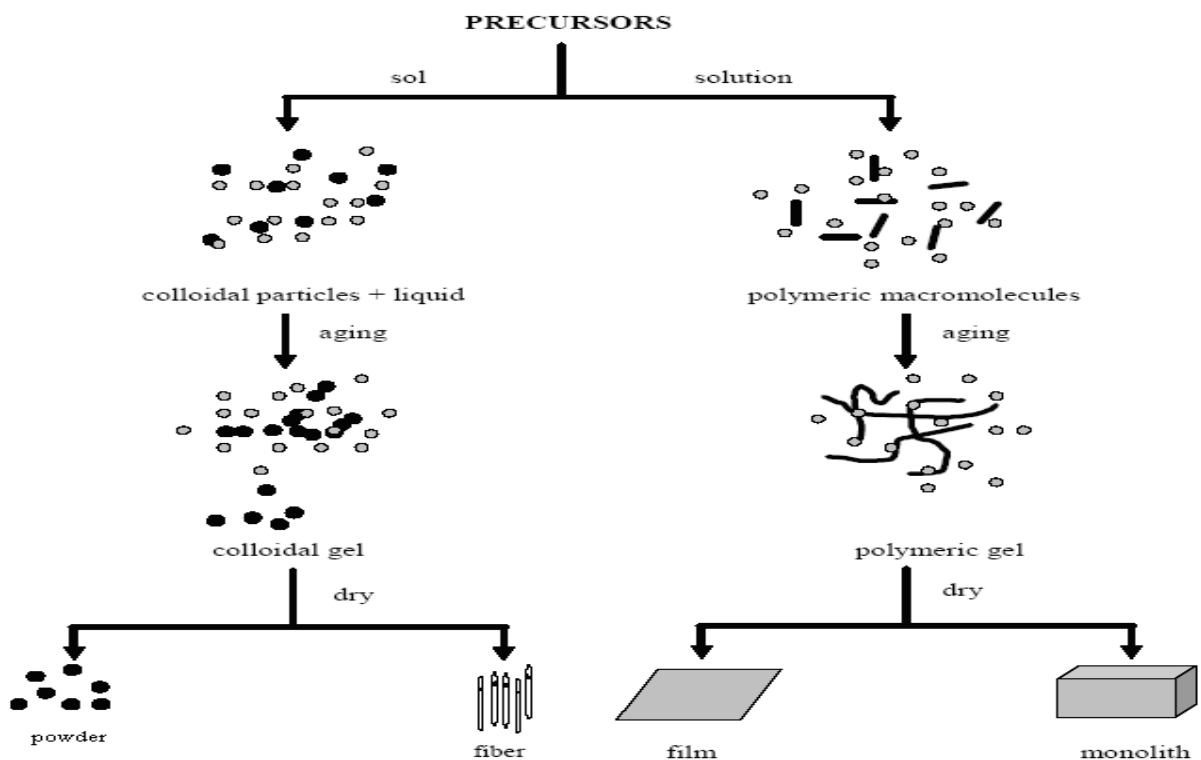 PRECURSORS
sol
solution
colloidal particles + liquid
polymeric macromolecules
aging
aging
colloidal gel
polymeric gel
dry
dry
powder
fiber
film
monolith